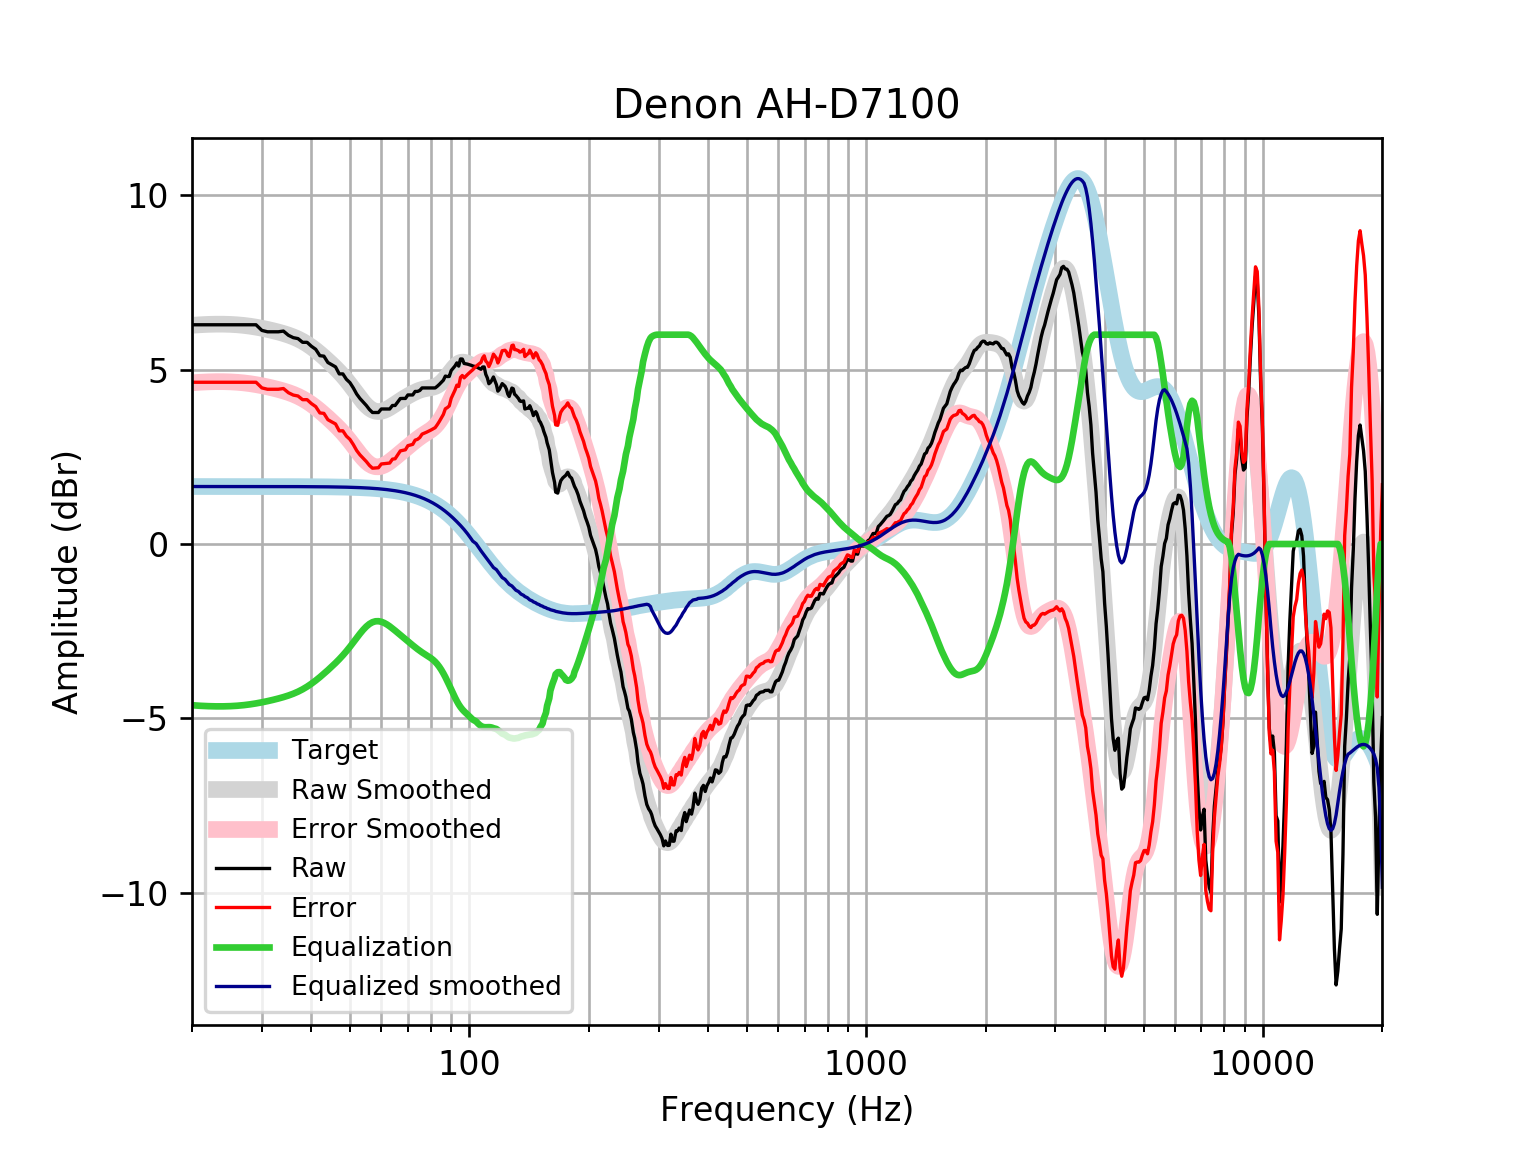 Denon AH-D7100
Amplitude (dBr)
10
5
0
−5
−10
Target
Raw Smoothed
Error Smoothed
Raw
Error
Equalization
Equalized smoothed
100
1000
10000
Frequency (Hz)